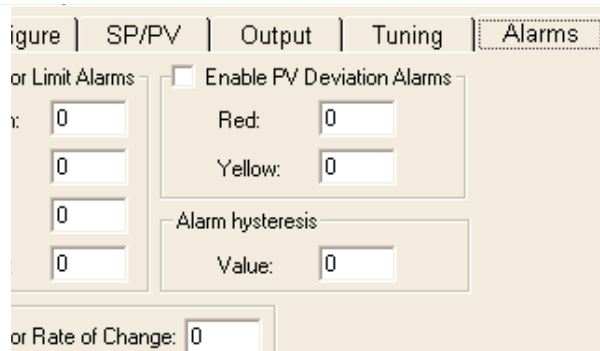 igure SP/PV Output Tuning Alarms
or Limit Alarms Enable PV Deviation Alarms
: 0 Red: 0
0 Yellow: 0
0 Alarm hysteresis
0 Value: 0
or Rate of Change: 0